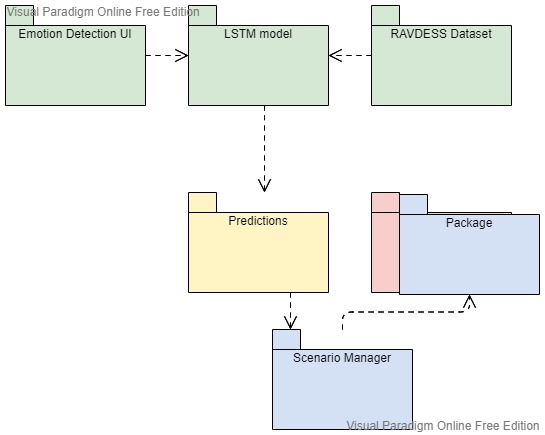 Visual Paradigm Online Free Edition
Emotion Detection UI
LSTM model
RAVDESS Dataset
Predictions
Package
Scenario Manager
Visual Paradigm Online Free Edition